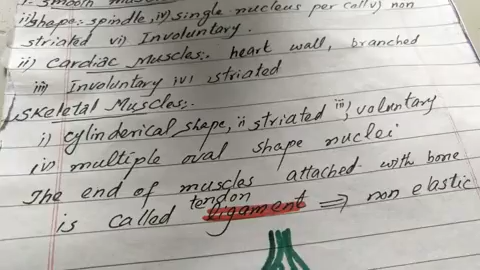 smooth
ii) shape: spindle, iv) single nucleus per cell v) non
striated vi) Involuntary.
ii) Cardiac Muscles:. heart wall, branched
iii) Involuntary iv) striated
Skeletal Muscles:.
i) cylinderical shape, ii striated iii) voluntary
iv) multiple oval shape nuclei
The end of muscles attached with bone
is called tendon ligament ⇒ non elastic